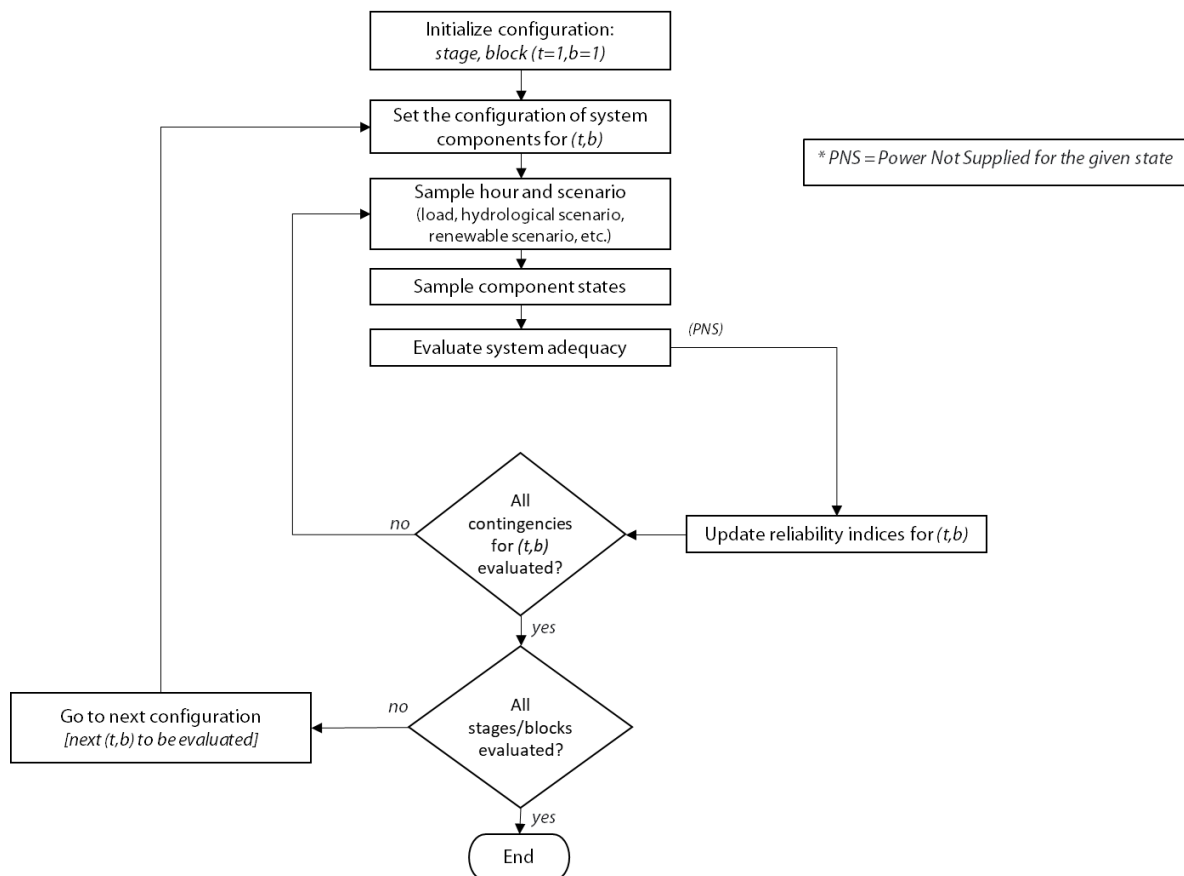 Initialize configuration:
stage, block (t=1,b=1)
Set the configuration of system
components for (t,b)
* PNS = Power Not Supplied for the given state
Sample hour and scenario
(load, hydrological scenario,
renewable scenario, etc.)
Sample component states
Evaluate system adequacy
(PNS)
All
contingencies
for (t,b)
evaluated?
no
Update reliability indices for (t,b)
yes
All
stages/blocks
evaluated?
no
Go to next configuration
[next (t,b) to be evaluated]
yes
End